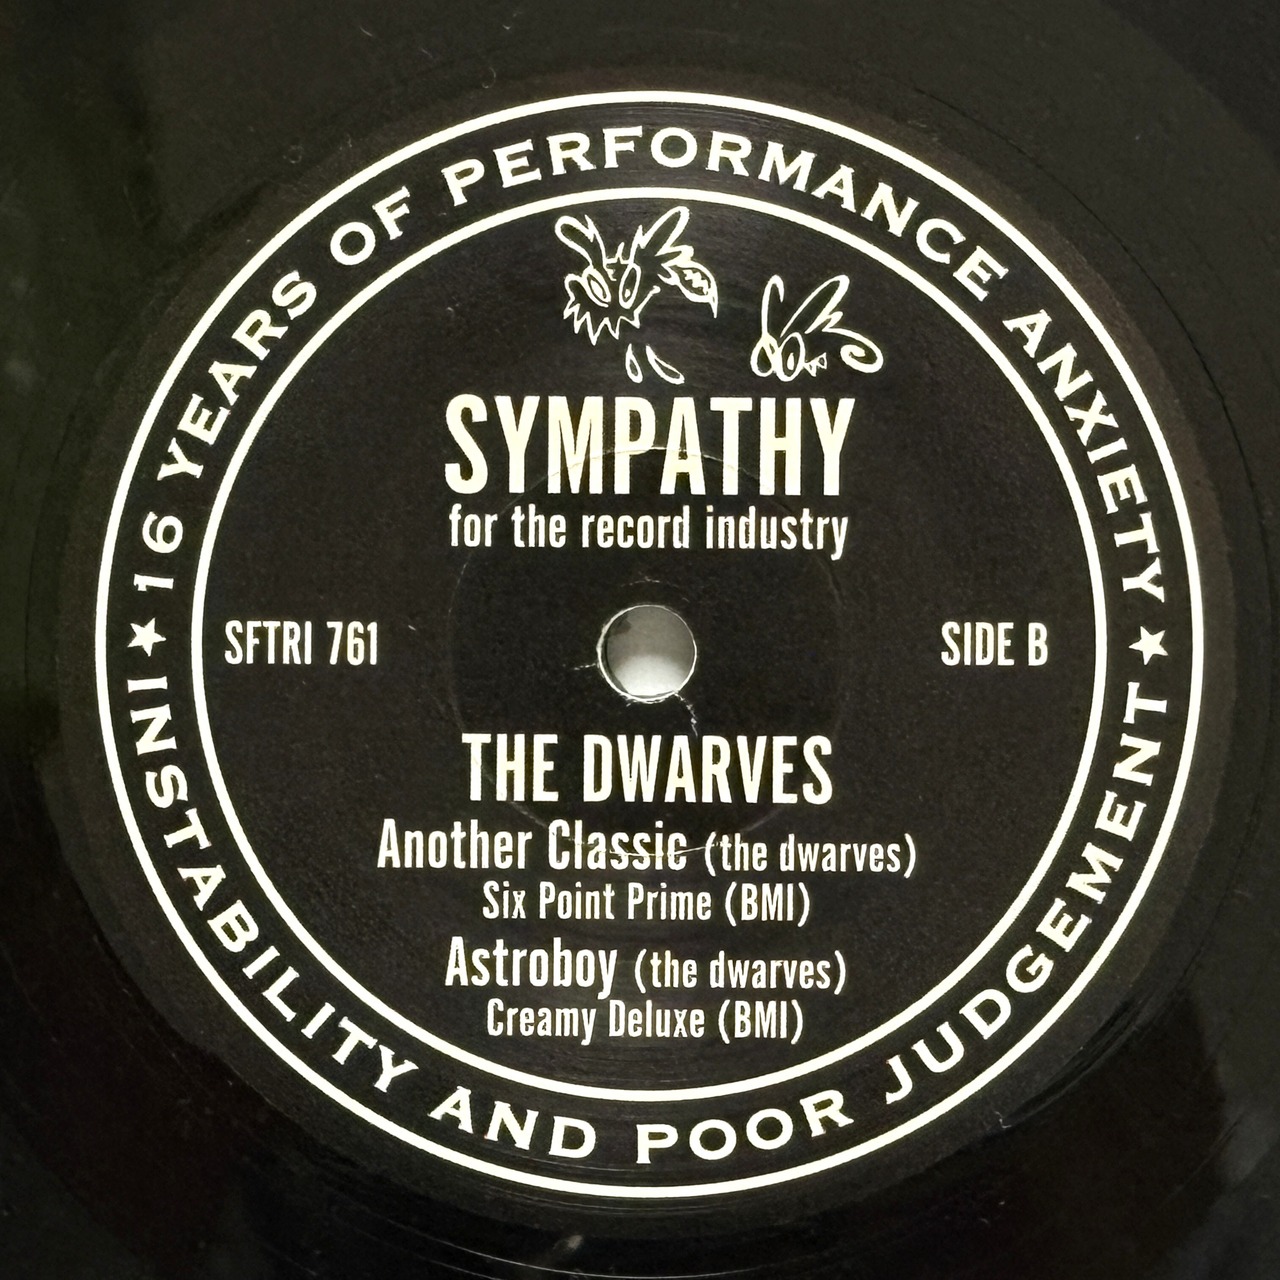 16 YEARS OF PERFORMANCE ANXIETY
SYMPATHY
for the record industry
SFTRI 761
SIDE B
THE DWARVES
Another Classic (the dwarves)
Six Point Prime (BMI)
Astroboy (the dwarves)
Creamy Deluxe (BMI)
INSTABILITY AND POOR JUDGEMENT